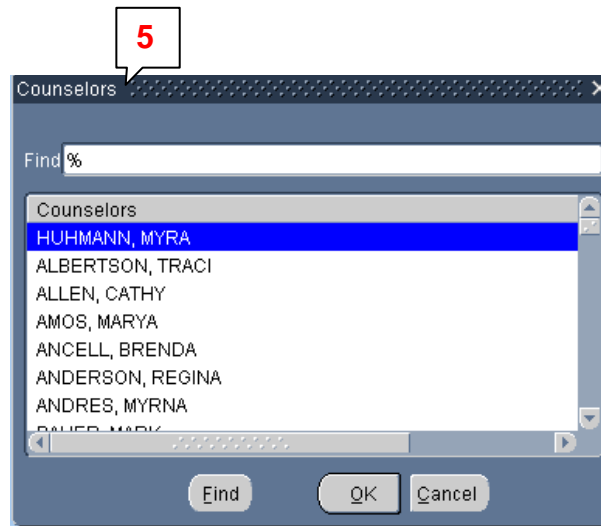 5
Counselors
Find %
Counselors
HUHMANN, MYRA
ALBERTSON, TRACI
ALLEN, CATHY
AMOS, MARYA
ANCELL, BRENDA
ANDERSON, REGINA
ANDRES, MYRNA
Find OK Cancel